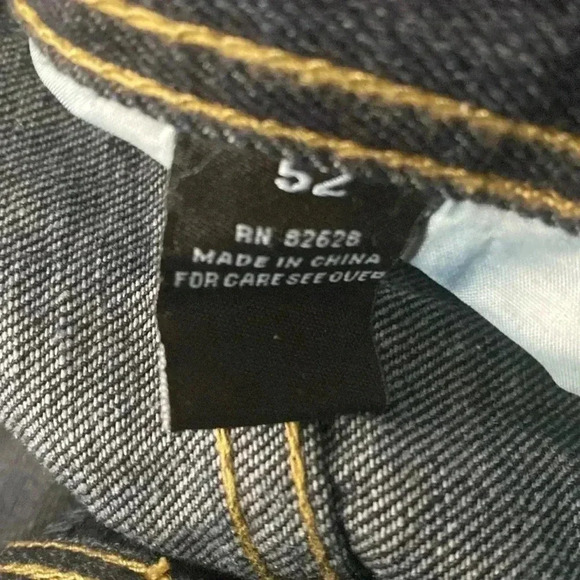 52
RN 82628
MADE IN CHINA
FOR CARE SEE OVER